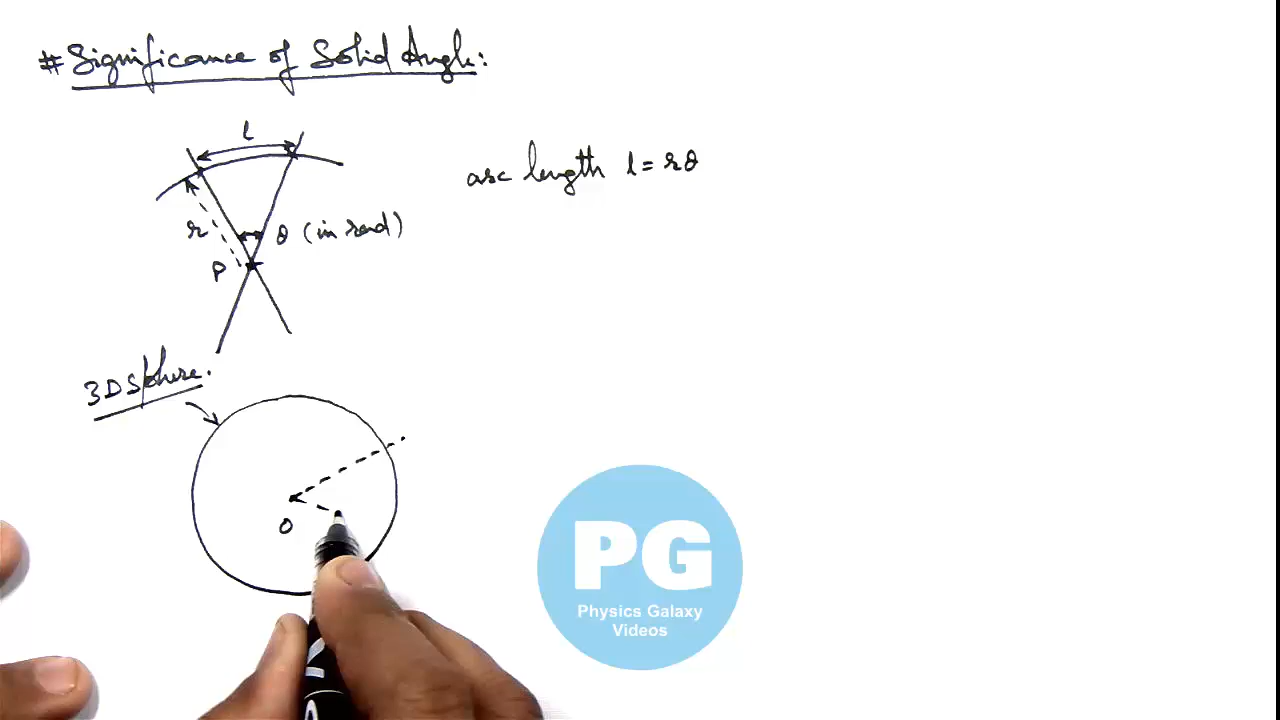 # Significance of Solid Angle:
l
arc length l = rθ
r
θ (in rad)
P
3D Sphere.
O
PG
Physics Galaxy
Videos